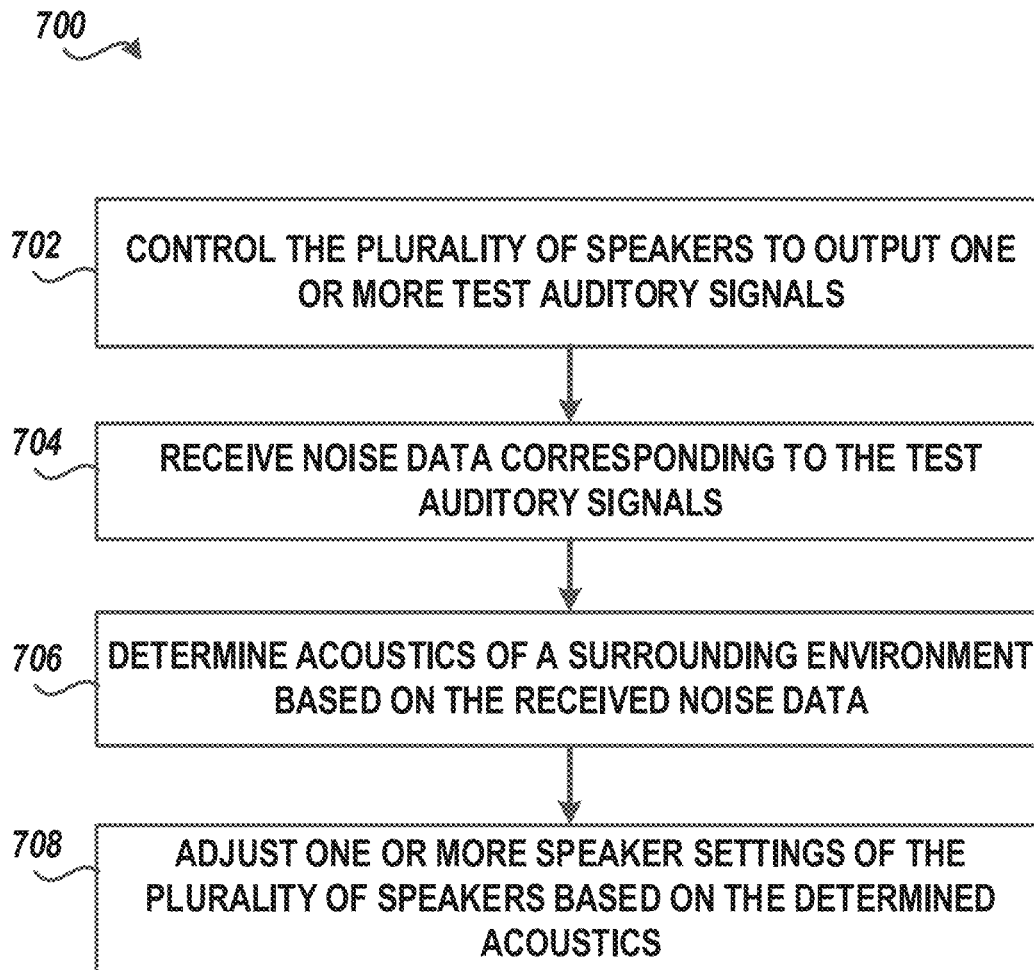 700
702
CONTROL THE PLURALITY OF SPEAKERS TO OUTPUT ONE
OR MORE TEST AUDITORY SIGNALS
704
RECEIVE NOISE DATA CORRESPONDING TO THE TEST
AUDITORY SIGNALS
706
DETERMINE ACOUSTICS OF A SURROUNDING ENVIRONMENT
BASED ON THE RECEIVED NOISE DATA
708
ADJUST ONE OR MORE SPEAKER SETTINGS OF THE
PLURALITY OF SPEAKERS BASED ON THE DETERMINED
ACOUSTICS